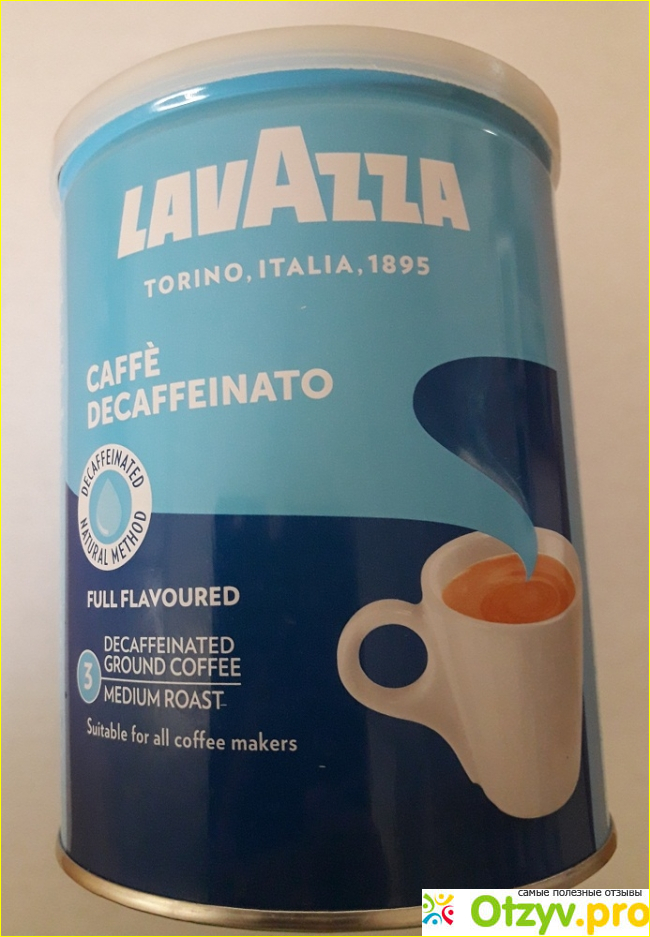 LAVAZZA
TORINO, ITALIA, 1895
CAFFÈ
DECAFFEINATO
DECAFFEINATED
NATURAL METHOD
FULL FLAVOURED
3
DECAFFEINATED
GROUND COFFEE
MEDIUM ROAST
Suitable for all coffee makers
самые полезные отзывы
Otzyv.pro